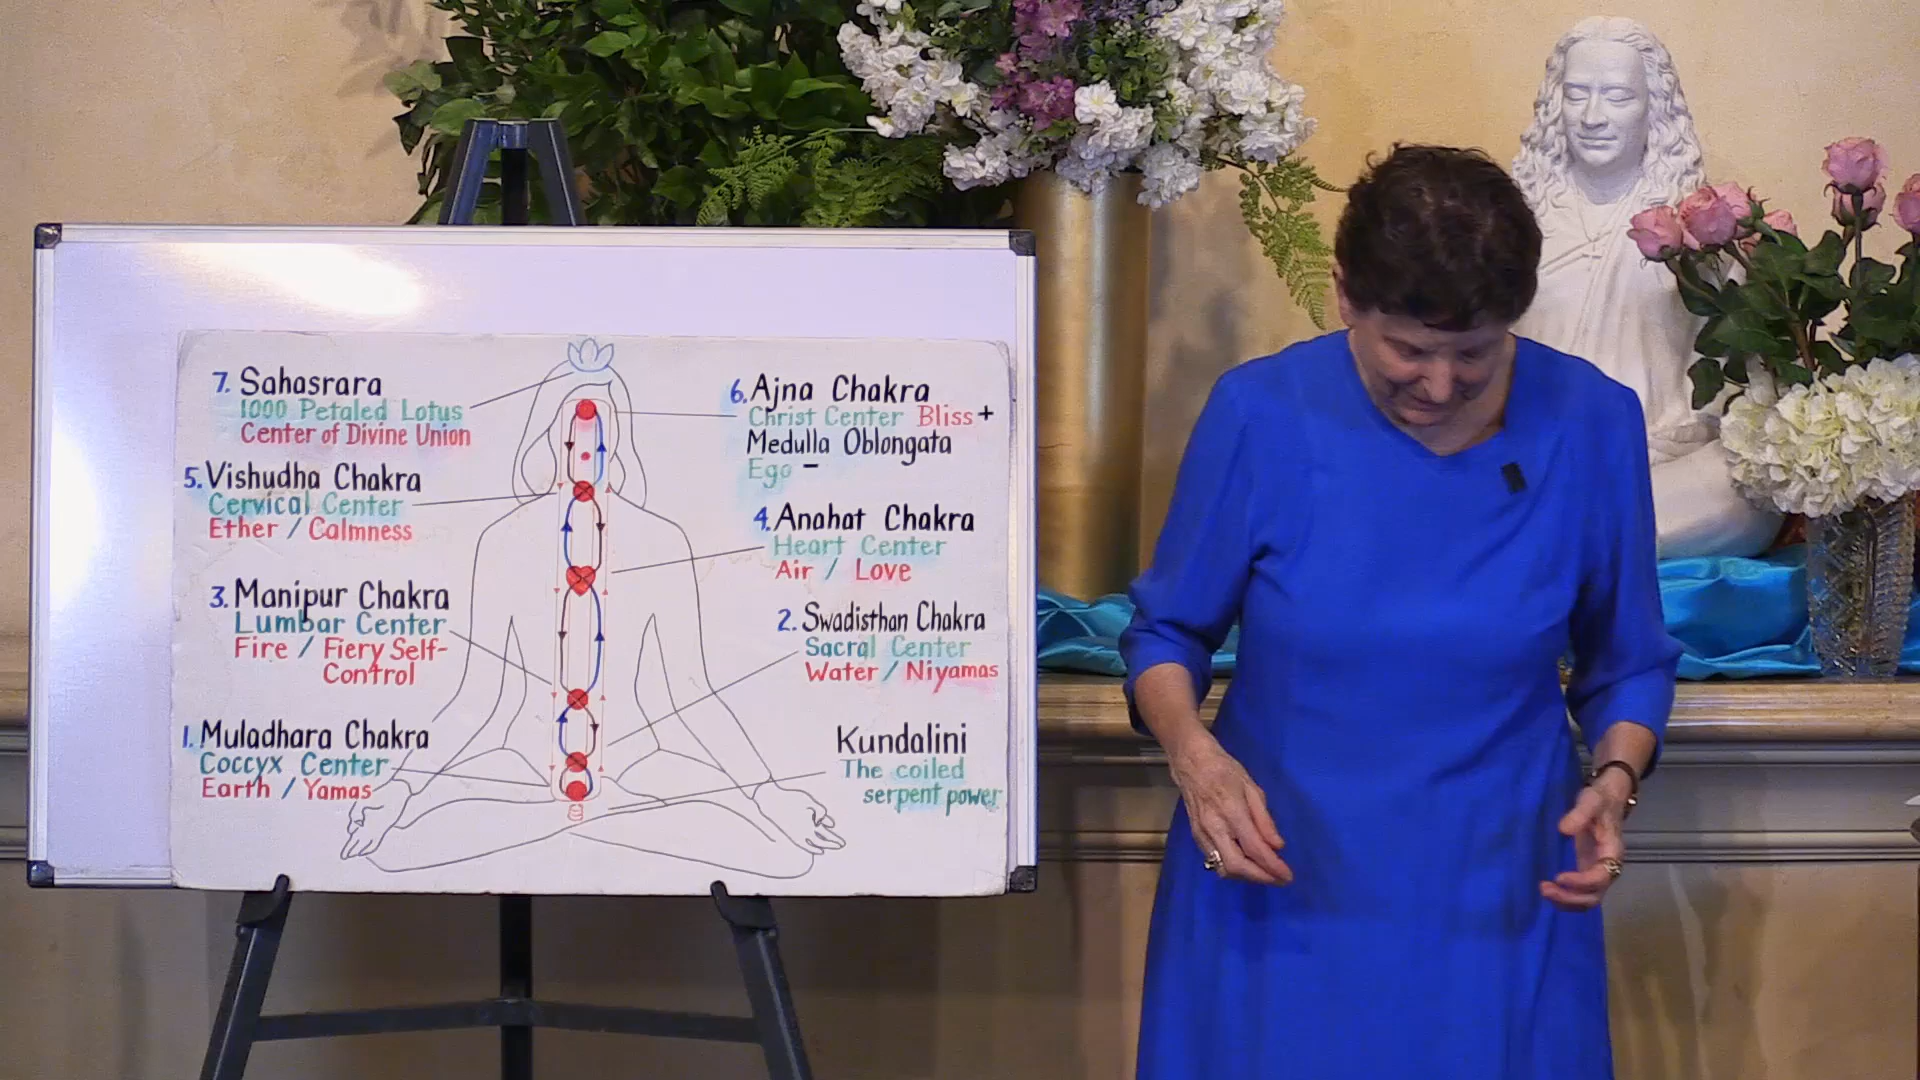 7. Sahasrara
1000 Petaled Lotus
Center of Divine Union
6. Ajna Chakra
Christ Center Bliss +
Medulla Oblongata
Ego -
5. Vishudha Chakra
Cervical Center
Ether / Calmness
4. Anahat Chakra
Heart Center
Air / Love
3. Manipur Chakra
Lumbar Center
Fire / Fiery Self-
Control
2. Swadisthan Chakra
Sacral Center
Water / Niyamas
1. Muladhara Chakra
Coccyx Center
Earth / Yamas
Kundalini
The coiled
serpent power